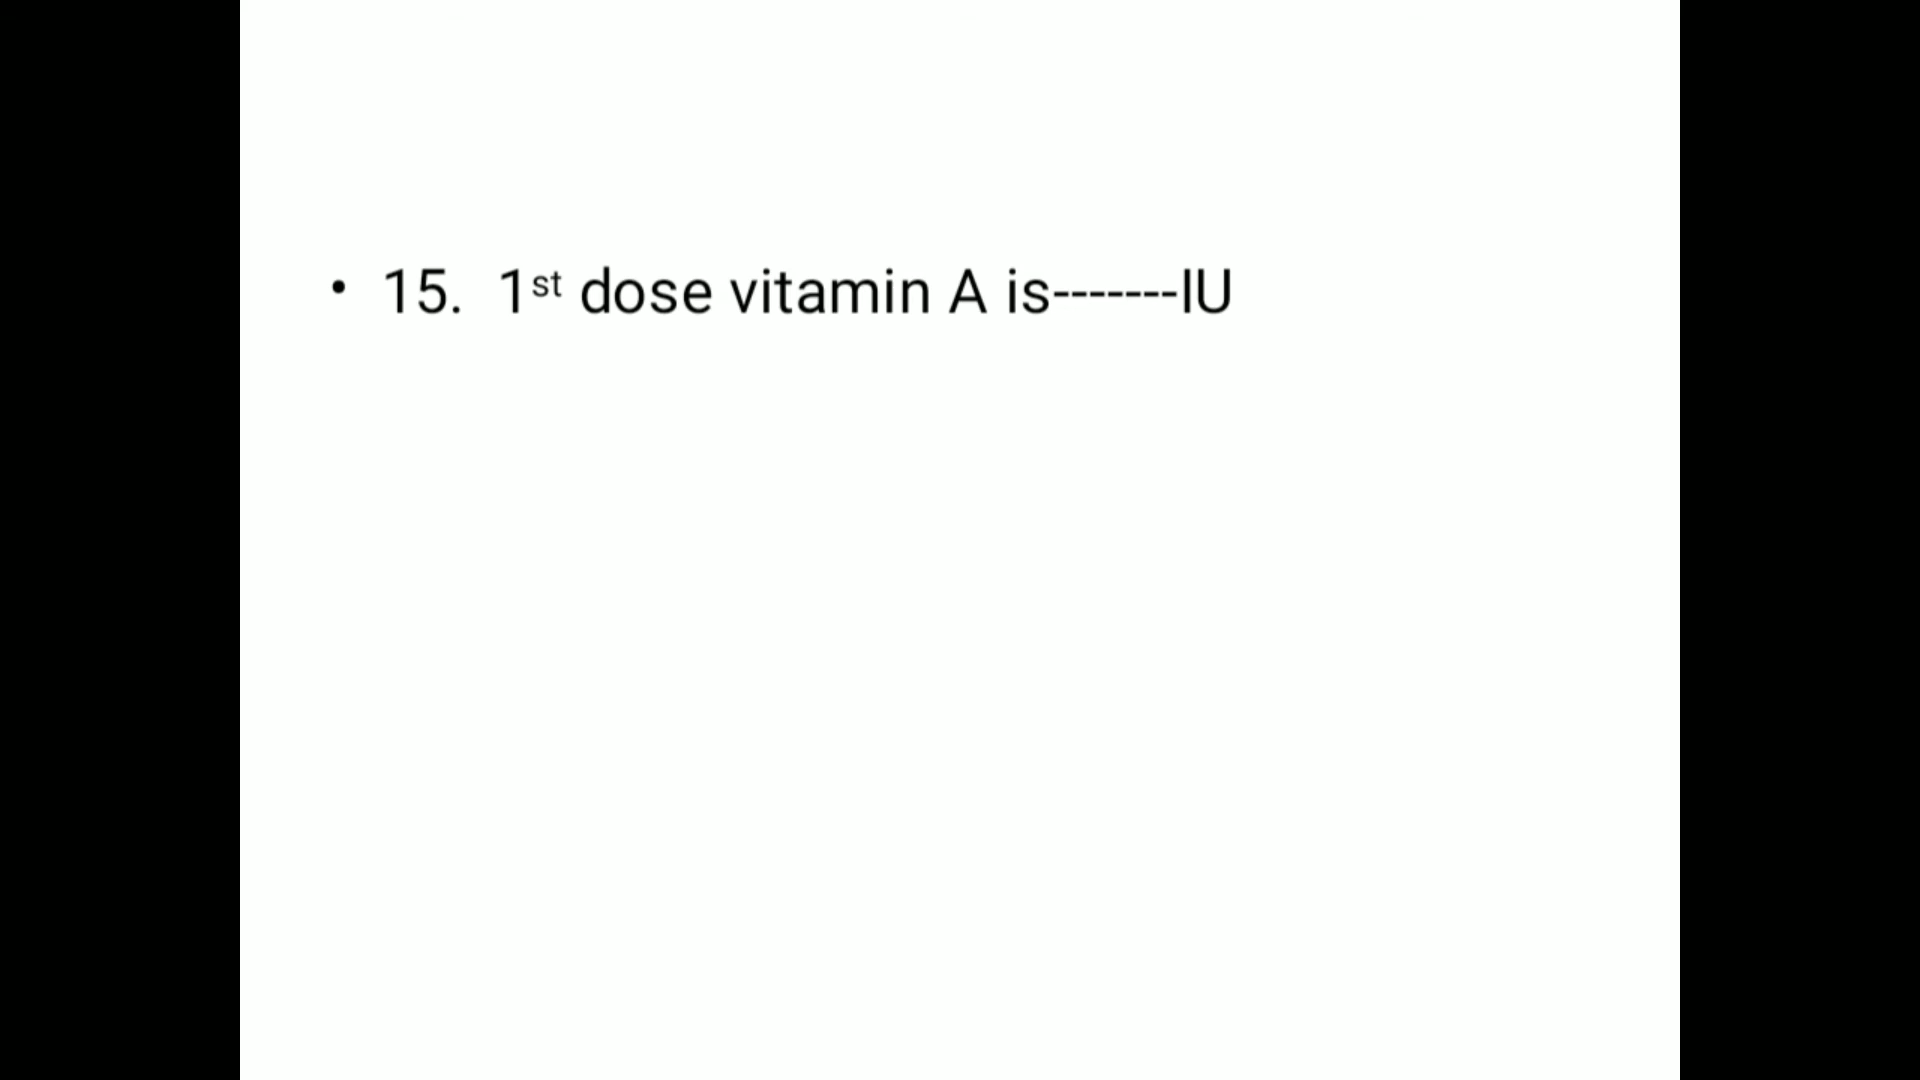 • 15. 1st dose vitamin A is-------IU